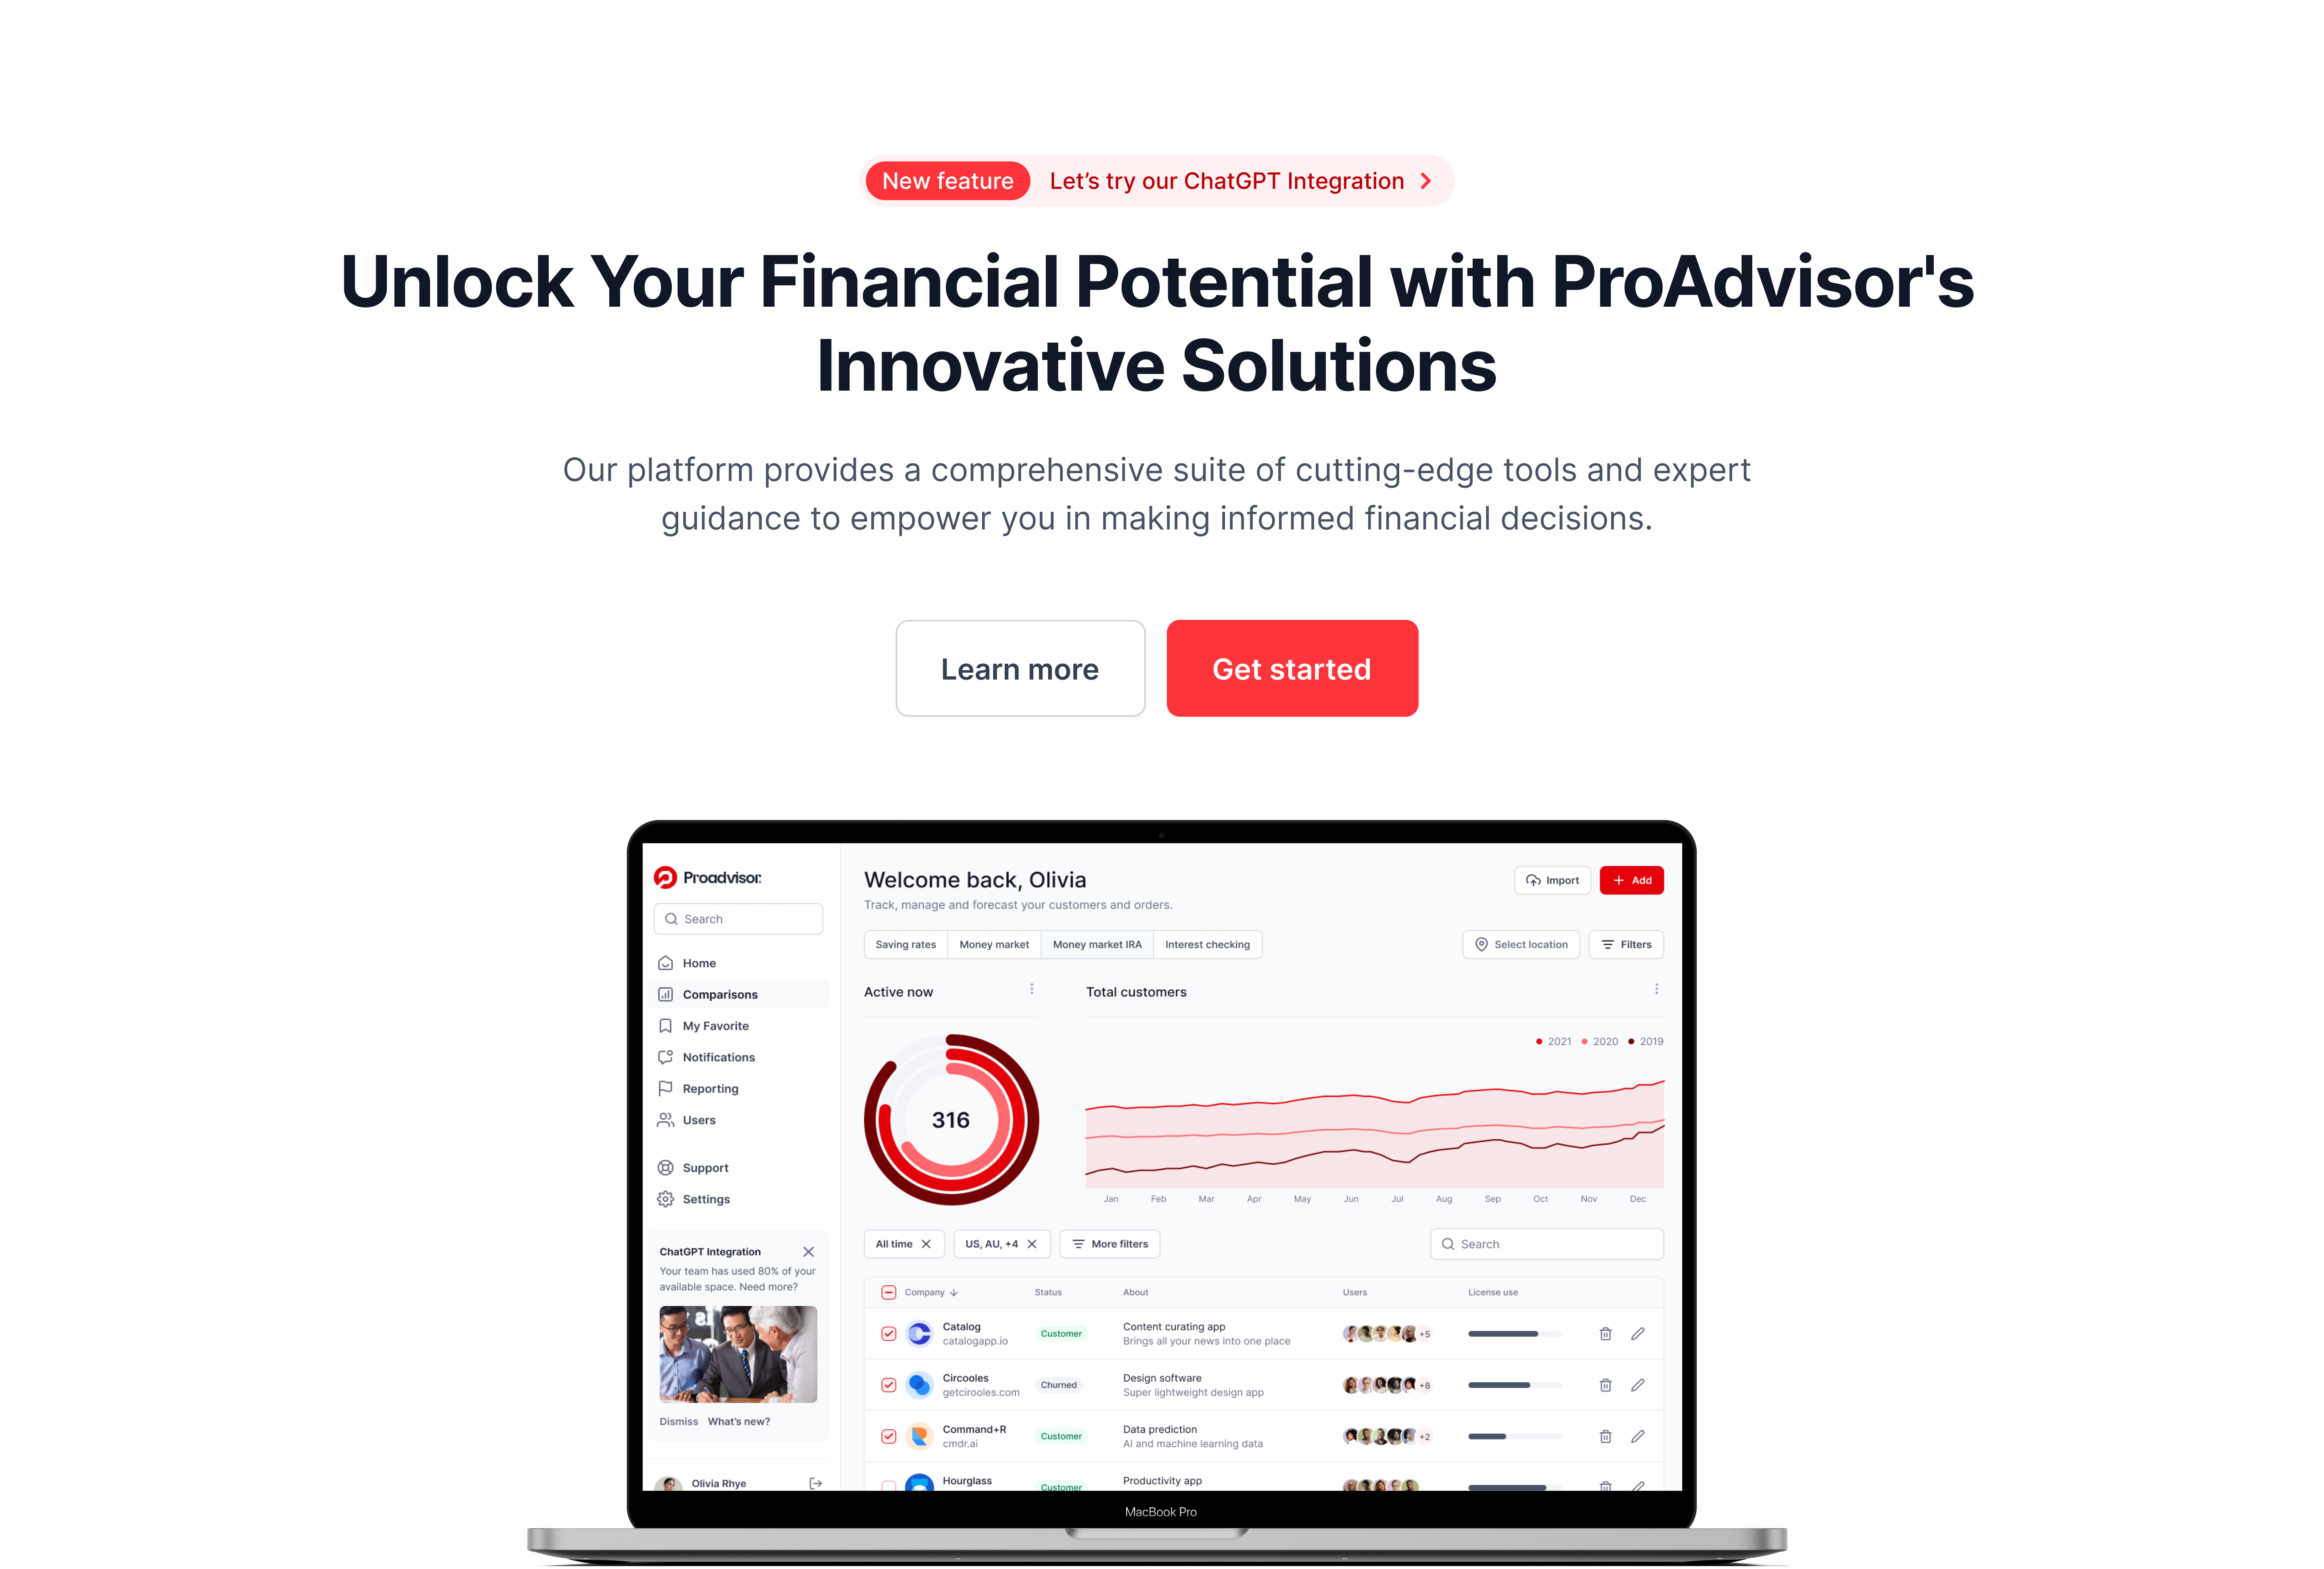 New feature Let's try our ChatGPT Integration
Unlock Your Financial Potential with ProAdvisor's
Innovative Solutions
Our platform provides a comprehensive suite of cutting-edge tools and expert
guidance to empower you in making informed financial decisions.
Learn more
Get started
Proadvisor
Search
Home
Comparisons
My Favorite
Notifications
Reporting
Users
Support
Settings
ChatGPT Integration
Your team has used 80% of your
available space. Need more?
Dismiss What's new?
Olivia Rhye
Welcome back, Olivia
Track, manage and forecast your customers and orders.
Import
Add
Saving rates Money market Money market IRA Interest checking
Select location
Filters
Active now
316
Total customers
2021 2020 2019
Jan Feb Mar Apr May Jun Jul Aug Sep Oct Nov Dec
All time
US, AU, +4
More filters
Search
Company Status About Users License use
Catalog
catalogapp.io
Customer
Content curating app
Brings all your news into one place
+5
Circooles
getcirooles.com
Churned
Design software
Super lightweight design app
+8
Command+R
cmdr.ai
Customer
Data prediction
AI and machine learning data
+2
Hourglass
Customer
Productivity app
MacBook Pro